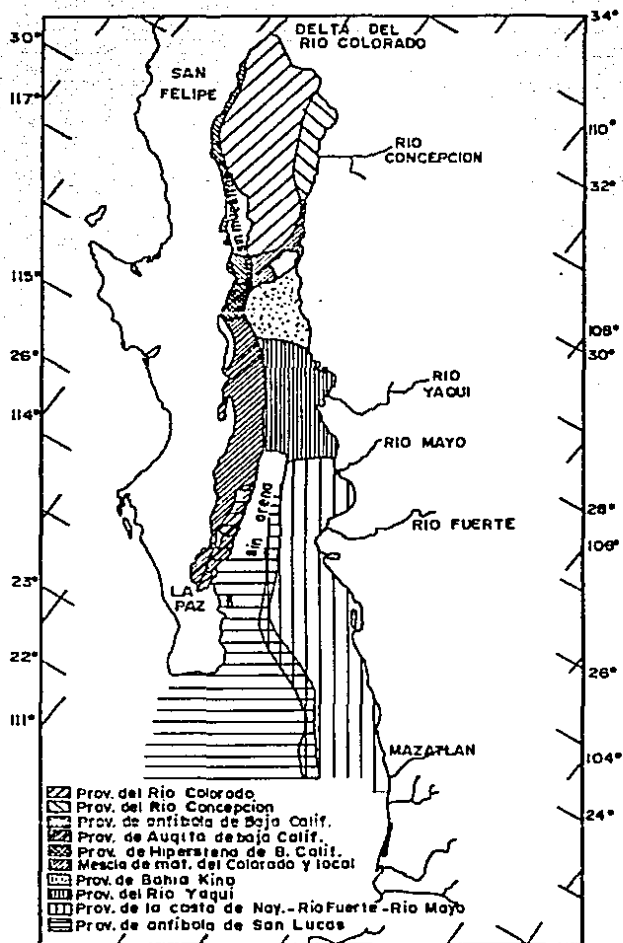 DELTA DEL
RIO COLORADO
34°
30°
SAN
FELIPE
117°
110°
RIO
CONCEPCION
32°
sin muestras
115°
108°
30°
26°
RIO
YAQUI
114°
RIO MAYO
sin arena
28°
RIO FUERTE
106°
23°
LA
PAZ
22°
26°
111°
MAZATLAN
104°
24°
Prov. del Rio Colorado
Prov. del Rio Concepcion
Prov. de anfibola de Baja Calif.
Prov. de Augita de baja Calif.
Prov. de Hipersteno de B. Calif.
Mescla de mat. del Colorado y local
Prov. de Bahia Kino
Prov. del Rio Yaqui
Prov. de la costa de Nay.-Rio Fuerte-Rio Mayo
Prov. de anfibola de San Lucas